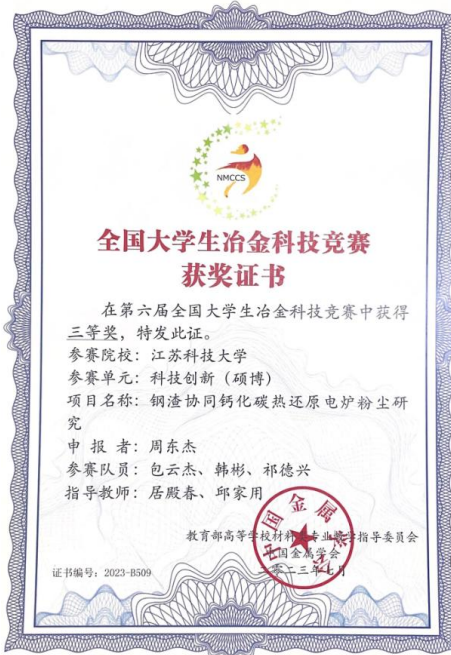 NMCCS
全国大学生冶金科技竞赛
获奖证书
在第六届全国大学生冶金科技竞赛中获得
三等奖，特发此证。
参赛院校：江苏科技大学
参赛单元：科技创新（硕博）
项目名称：钢渣协同钙化碳热还原电炉粉尘研
究
申 报 者：周东杰
参赛队员：包云杰、韩彬、祁德兴
指导教师：居殿春、邱家用
教育部高等学校材料类专业教学指导委员会
中国金属学会
证书编号：2023-B509
二零二三年七月
中国金属学会